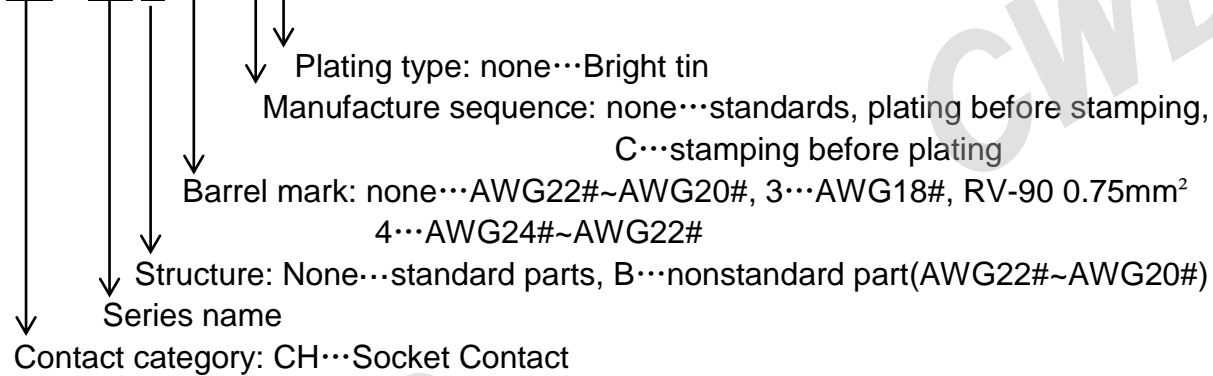 Plating type: none⋯Bright tin
Manufacture sequence: none⋯standards, plating before stamping,
C⋯stamping before plating
Barrel mark: none⋯AWG22#~AWG20#, 3⋯AWG18#, RV-90 0.75mm²
4⋯AWG24#~AWG22#
Structure: None⋯standard parts, B⋯nonstandard part(AWG22#~AWG20#)
Series name
Contact category: CH⋯Socket Contact